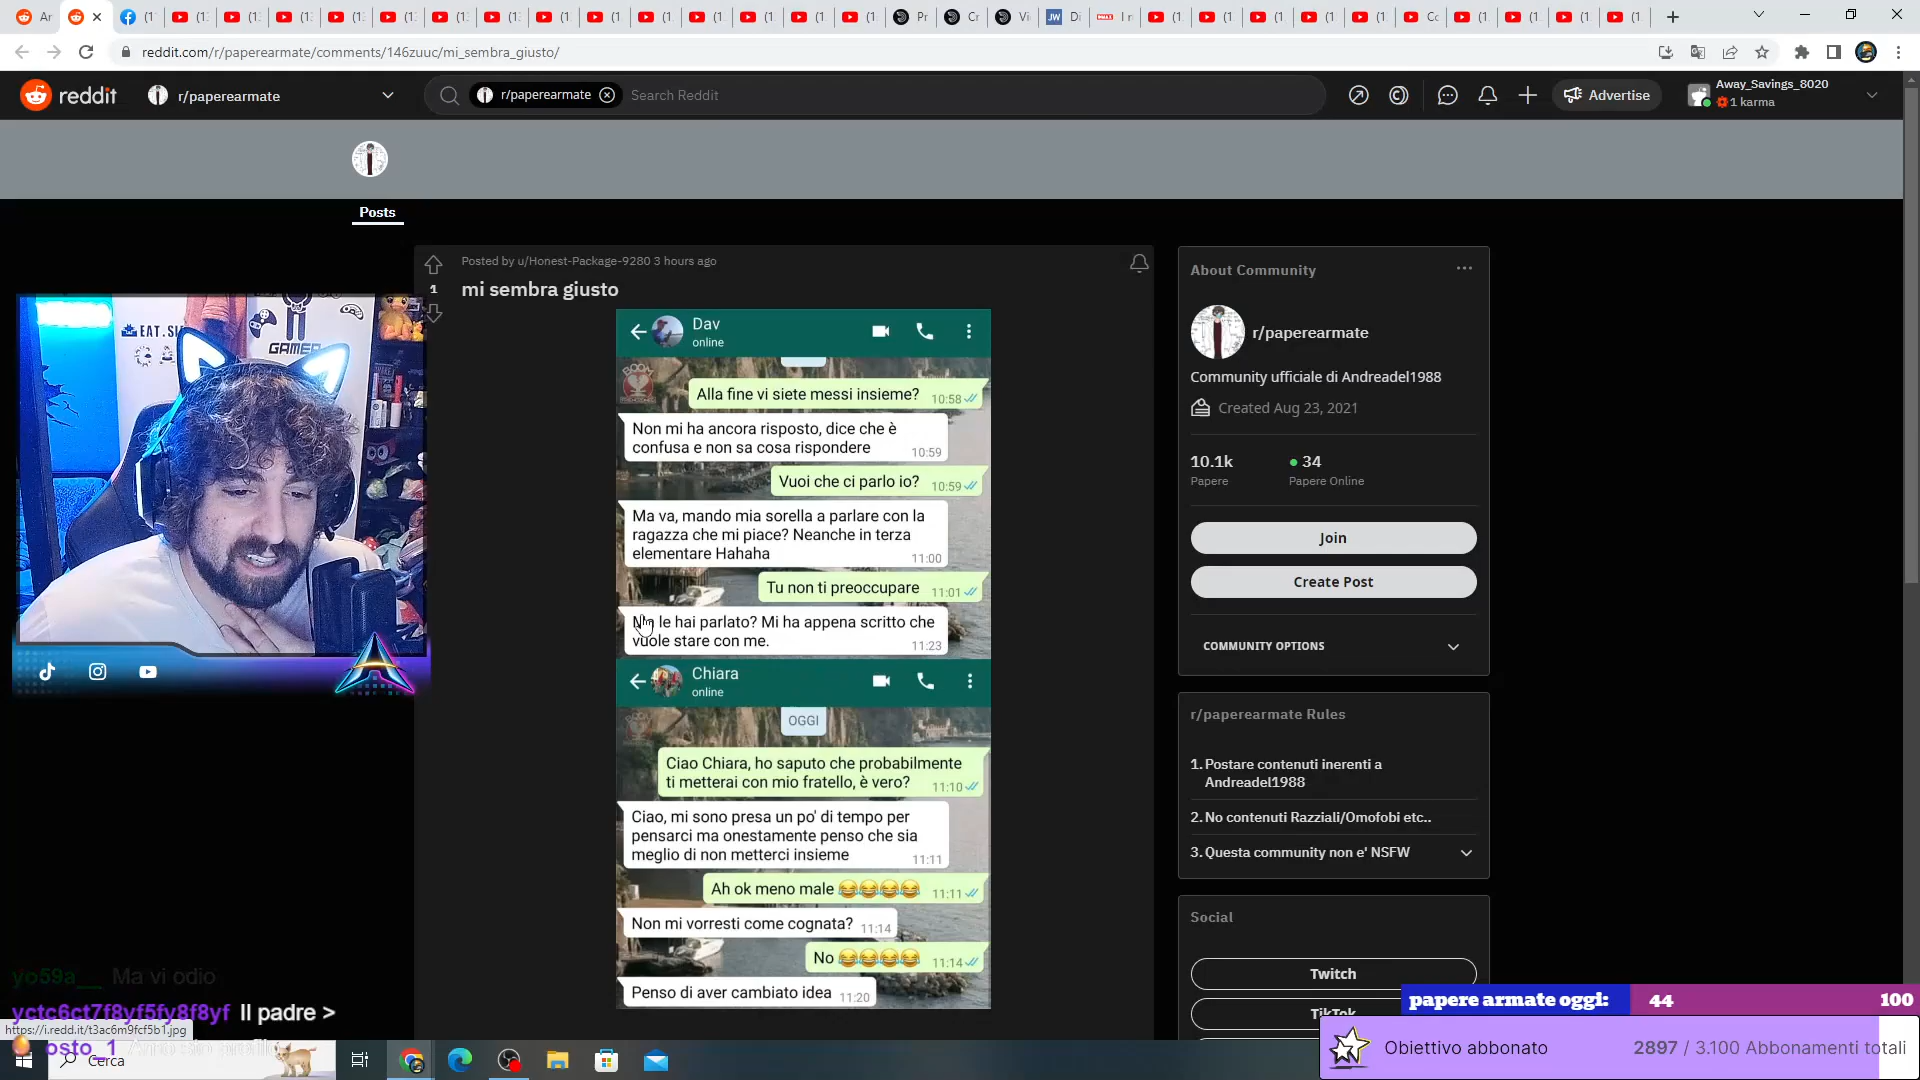 reddit.com/r/paperearmate/comments/146zuuc/mi_sembra_giusto/
reddit
r/paperearmate
r/paperearmate
Search Reddit
Advertise
Away_Savings_8020
1 karma
Posts
Posted by u/Honest-Package-9280 3 hours ago
1
mi sembra giusto
EAT.
GAMER
Dav
online
Alla fine vi siete messi insieme? 10:58
Non mi ha ancora risposto, dice che è
confusa e non sa cosa rispondere 10:59
Vuoi che ci parlo io? 10:59
Ma va, mando mia sorella a parlare con la
ragazza che mi piace? Neanche in terza
elementare Hahaha 11:00
Tu non ti preoccupare 11:01
le hai parlato? Mi ha appena scritto che
vuole stare con me. 11:23
Chiara
online
OGGI
Ciao Chiara, ho saputo che probabilmente
ti metterai con mio fratello, è vero? 11:10
Ciao, mi sono presa un po' di tempo per
pensarci ma onestamente penso che sia
meglio di non metterci insieme 11:11
Ah ok meno male 😂😂😂😂 11:11
Non mi vorresti come cognata? 11:14
No 😂😂😂😂 11:14
Penso di aver cambiato idea 11:20
About Community
r/paperearmate
Community ufficiale di Andreadel1988
Created Aug 23, 2021
10.1k
Papere
34
Papere Online
Join
Create Post
COMMUNITY OPTIONS
r/paperearmate Rules
1. Postare contenuti inerenti a
Andreadel1988
2. No contenuti Razziali/Omofobi etc..
3. Questa community non e' NSFW
Social
Twitch
TikTok
yo59a__ Ma vi odio
yctc6ct7f8yf5fy8f8yf Il padre >
https://i.redd.it/t3ac6m9fcf5b1.jpg
osto_1
Cerca
papere armate oggi: 44 100
Obiettivo abbonato 2897 / 3.100 Abbonamenti totali